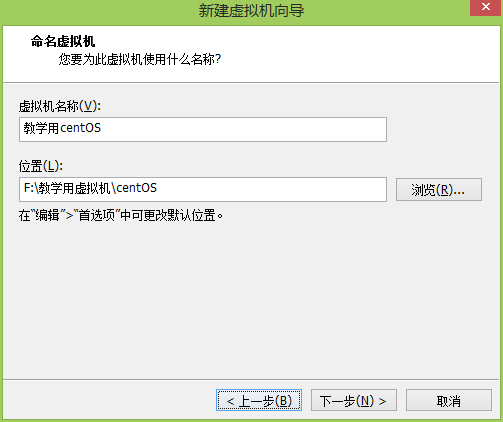 新建虚拟机向导
命名虚拟机
您要为此虚拟机使用什么名称?
虚拟机名称(V):
教学用centOS
位置(L):
F:\教学用虚拟机\centOS
浏览(R)...
在“编辑”>“首选项”中可更改默认位置。
< 上一步(B)
下一步(N) >
取消